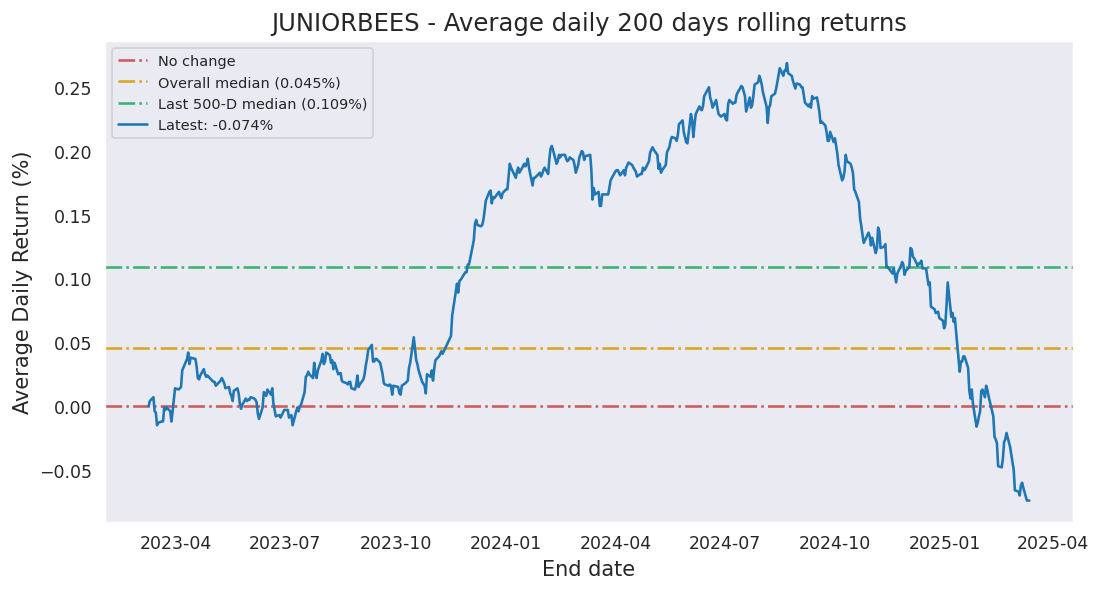 JUNIORBEES - Average daily 200 days rolling returns
No change
Overall median (0.045%)
Last 500-D median (0.109%)
Latest: -0.074%
Average Daily Return (%)
0.25
0.20
0.15
0.10
0.05
0.00
−0.05
2023-04 2023-07 2023-10 2024-01 2024-04 2024-07 2024-10 2025-01 2025-04
End date